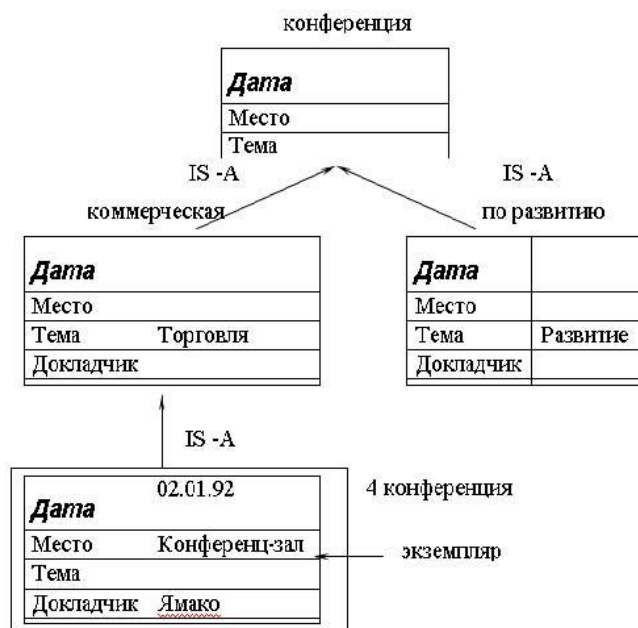 конференция
Дата
Место
Тема
IS -A
IS -A
коммерческая
по развитию
Дата
Место
Тема Торговля
Докладчик
Дата
Место
Тема Развитие
Докладчик
IS -A
02.01.92
Дата
Место Конференц-зал
Тема
Докладчик Ямако
4 конференция
экземпляр